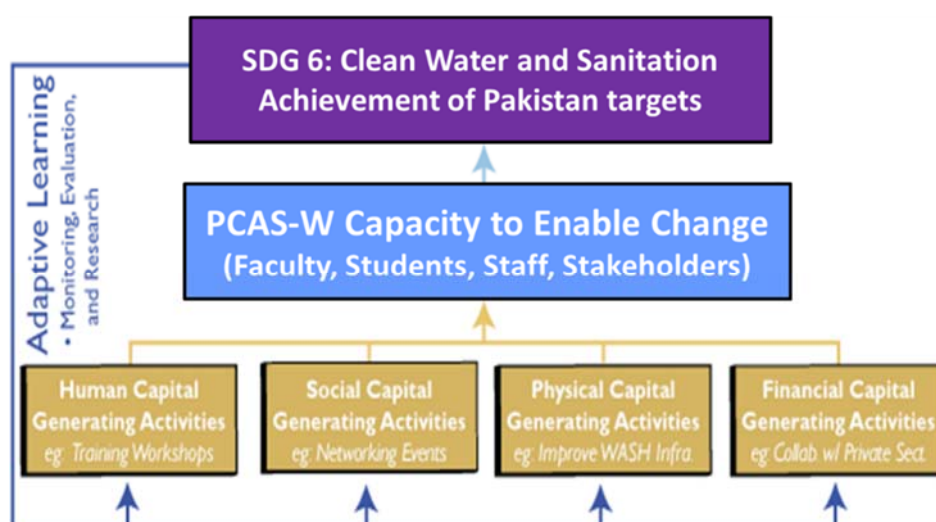 SDG 6: Clean Water and Sanitation
Achievement of Pakistan targets
Adaptive Learning
• Monitoring, Evaluation,
and Research
PCAS-W Capacity to Enable Change
(Faculty, Students, Staff, Stakeholders)
Human Capital
Generating Activities
eg: Training Workshops
Social Capital
Generating Activities
eg: Networking Events
Physical Capital
Generating Activities
eg: Improve WASH Infra.
Financial Capital
Generating Activities
eg: Collab. w/ Private Sect.